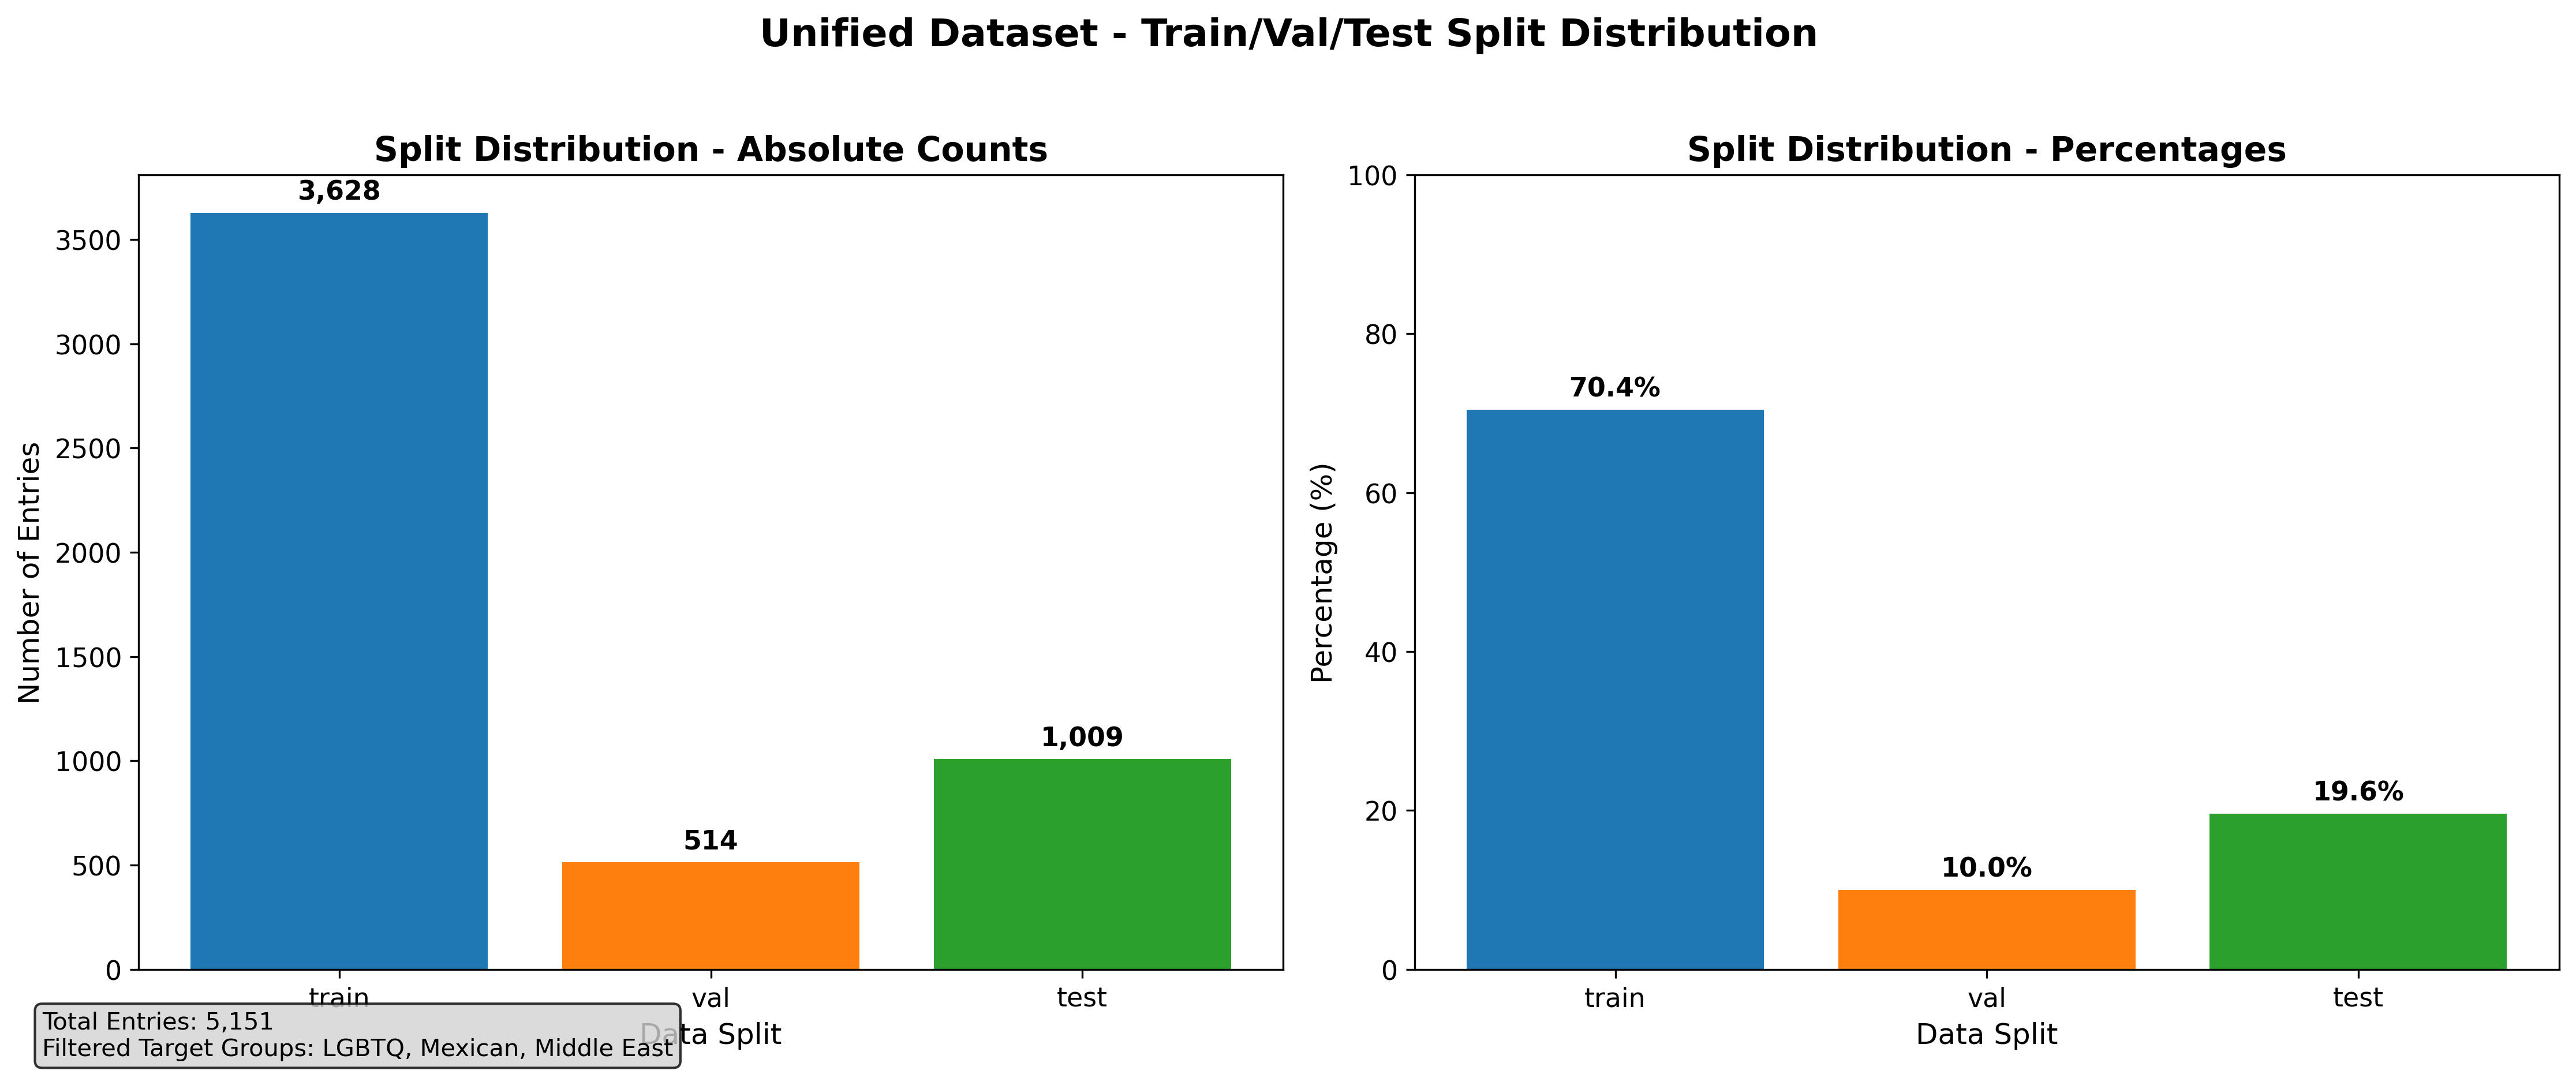 Unified Dataset - Train/Val/Test Split Distribution
Split Distribution - Absolute Counts
3,628
3500
3000
2500
2000
1500
1000
500
0
Number of Entries
514
1,009
train
val
test
Data Split
Total Entries: 5,151
Filtered Target Groups: LGBTQ, Mexican, Middle East
Split Distribution - Percentages
100
80
60
40
20
0
Percentage (%)
70.4%
10.0%
19.6%
train
val
test
Data Split